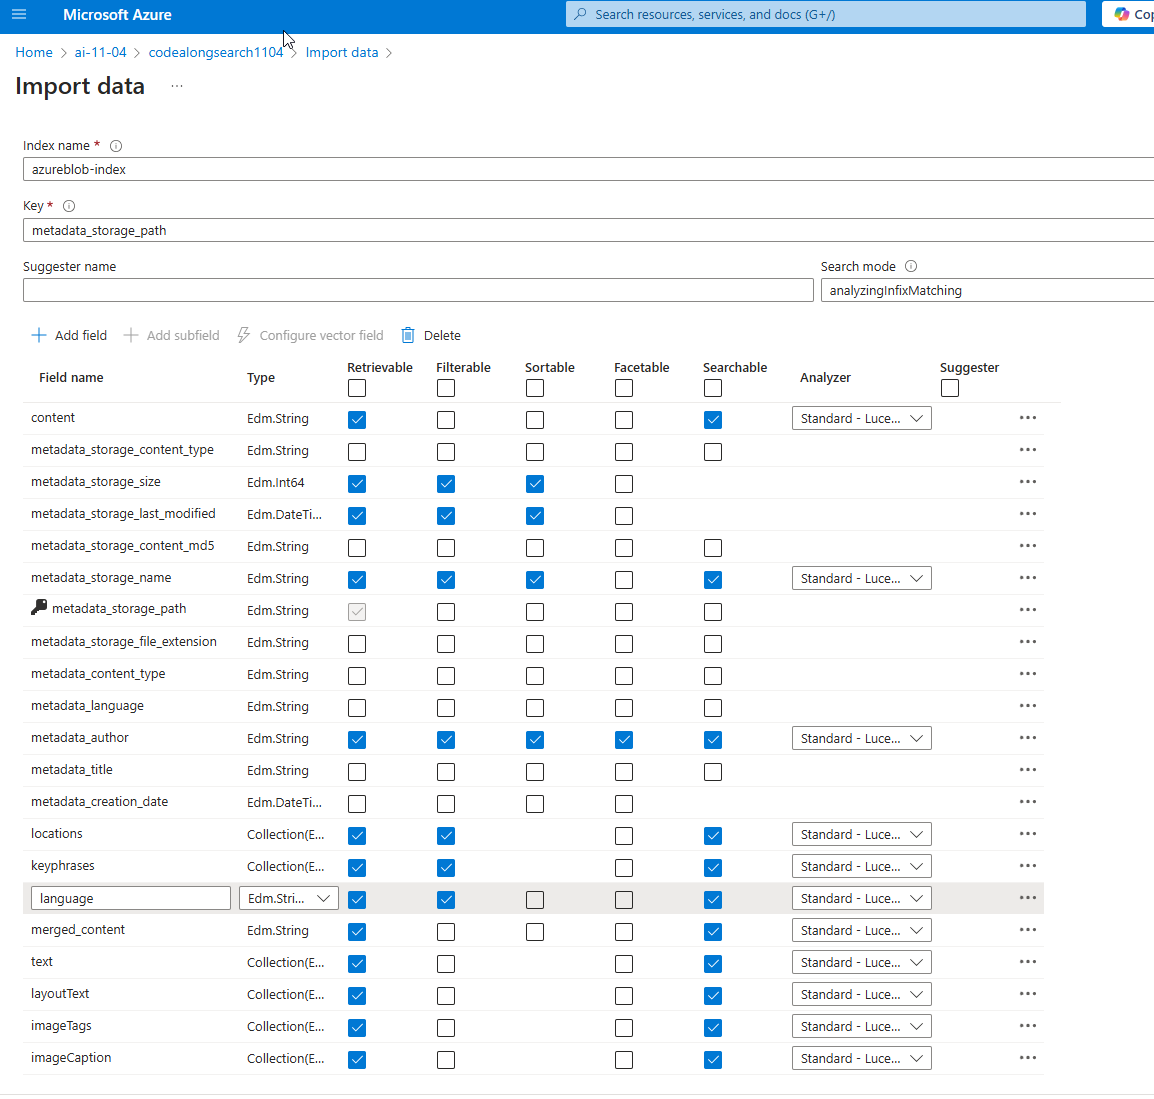 Microsoft Azure
Search resources, services, and docs (G+/)
Cop
Home > ai-11-04 > codealongsearch1104 > Import data >
Import data ...
Index name *
azureblob-index
Key *
metadata_storage_path
Suggester name
Search mode
analyzingInfixMatching
Add field Add subfield Configure vector field Delete
Field name Type Retrievable Filterable Sortable Facetable Searchable Analyzer Suggester
content Edm.String Standard - Luce... ...
metadata_storage_content_type Edm.String ...
metadata_storage_size Edm.Int64 ...
metadata_storage_last_modified Edm.DateTi... ...
metadata_storage_content_md5 Edm.String ...
metadata_storage_name Edm.String Standard - Luce... ...
metadata_storage_path Edm.String ...
metadata_storage_file_extension Edm.String ...
metadata_content_type Edm.String ...
metadata_language Edm.String ...
metadata_author Edm.String Standard - Luce... ...
metadata_title Edm.String ...
metadata_creation_date Edm.DateTi... ...
locations Collection(E... Standard - Luce... ...
keyphrases Collection(E... Standard - Luce... ...
language Edm.Stri... Standard - Luce... ...
merged_content Edm.String Standard - Luce... ...
text Collection(E... Standard - Luce... ...
layoutText Collection(E... Standard - Luce... ...
imageTags Collection(E... Standard - Luce... ...
imageCaption Collection(E... Standard - Luce... ...